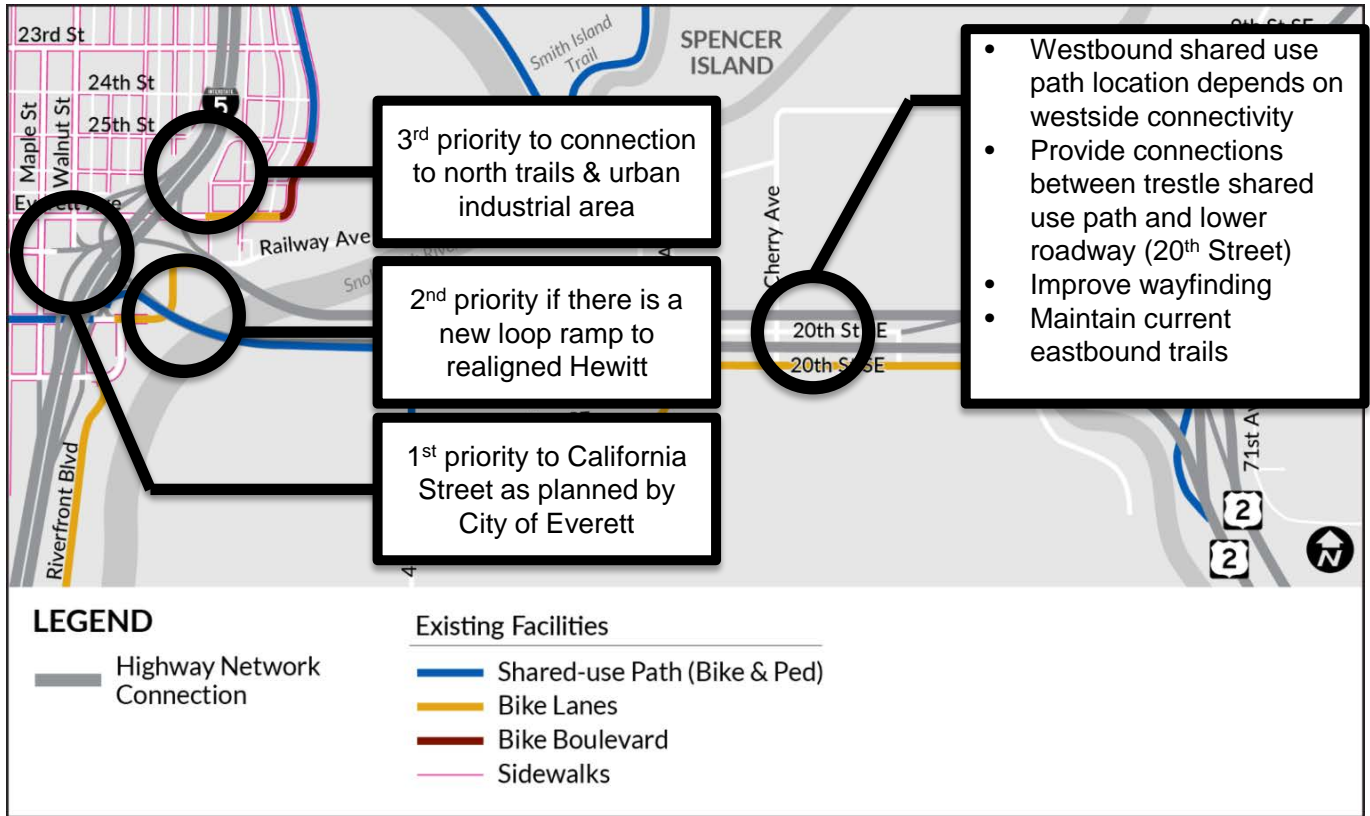 23rd St
24th St
25th St
Maple St
Walnut St
5
Smith Island
Trail
SPENCER
ISLAND
Railway Ave
Cherry Ave
20th St SE
20th St SE
Riverfront Blvd
4
71st Av
2
2
N
3rd priority to connection
to north trails & urban
industrial area
2nd priority if there is a
new loop ramp to
realigned Hewitt
1st priority to California
Street as planned by
City of Everett
• Westbound shared use
path location depends on
westside connectivity
• Provide connections
between trestle shared
use path and lower
roadway (20th Street)
• Improve wayfinding
• Maintain current
eastbound trails
LEGEND
Highway Network
Connection
Existing Facilities
Shared-use Path (Bike & Ped)
Bike Lanes
Bike Boulevard
Sidewalks